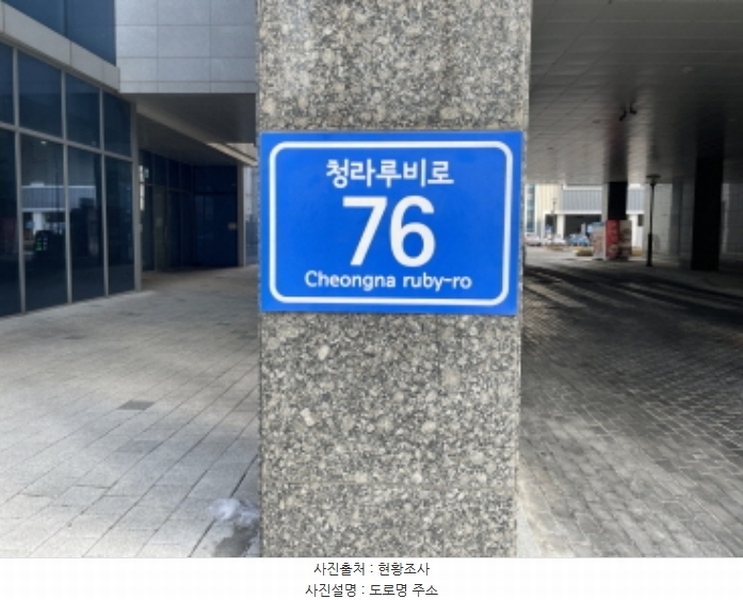 청라루비로
76
Cheongna ruby-ro
사진출처 : 현황조사
사진설명 : 도로명 주소